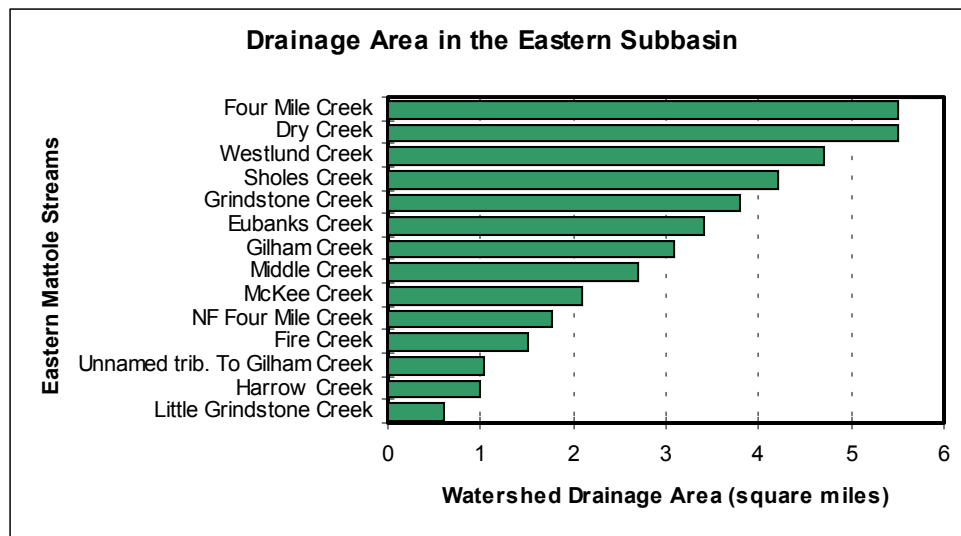 Drainage Area in the Eastern Subbasin
Eastern Mattole Streams
Four Mile Creek
Dry Creek
Westlund Creek
Sholes Creek
Grindstone Creek
Eubanks Creek
Gilham Creek
Middle Creek
McKee Creek
NF Four Mile Creek
Fire Creek
Unnamed trib. To Gilham Creek
Harrow Creek
Little Grindstone Creek
0 1 2 3 4 5 6
Watershed Drainage Area (square miles)